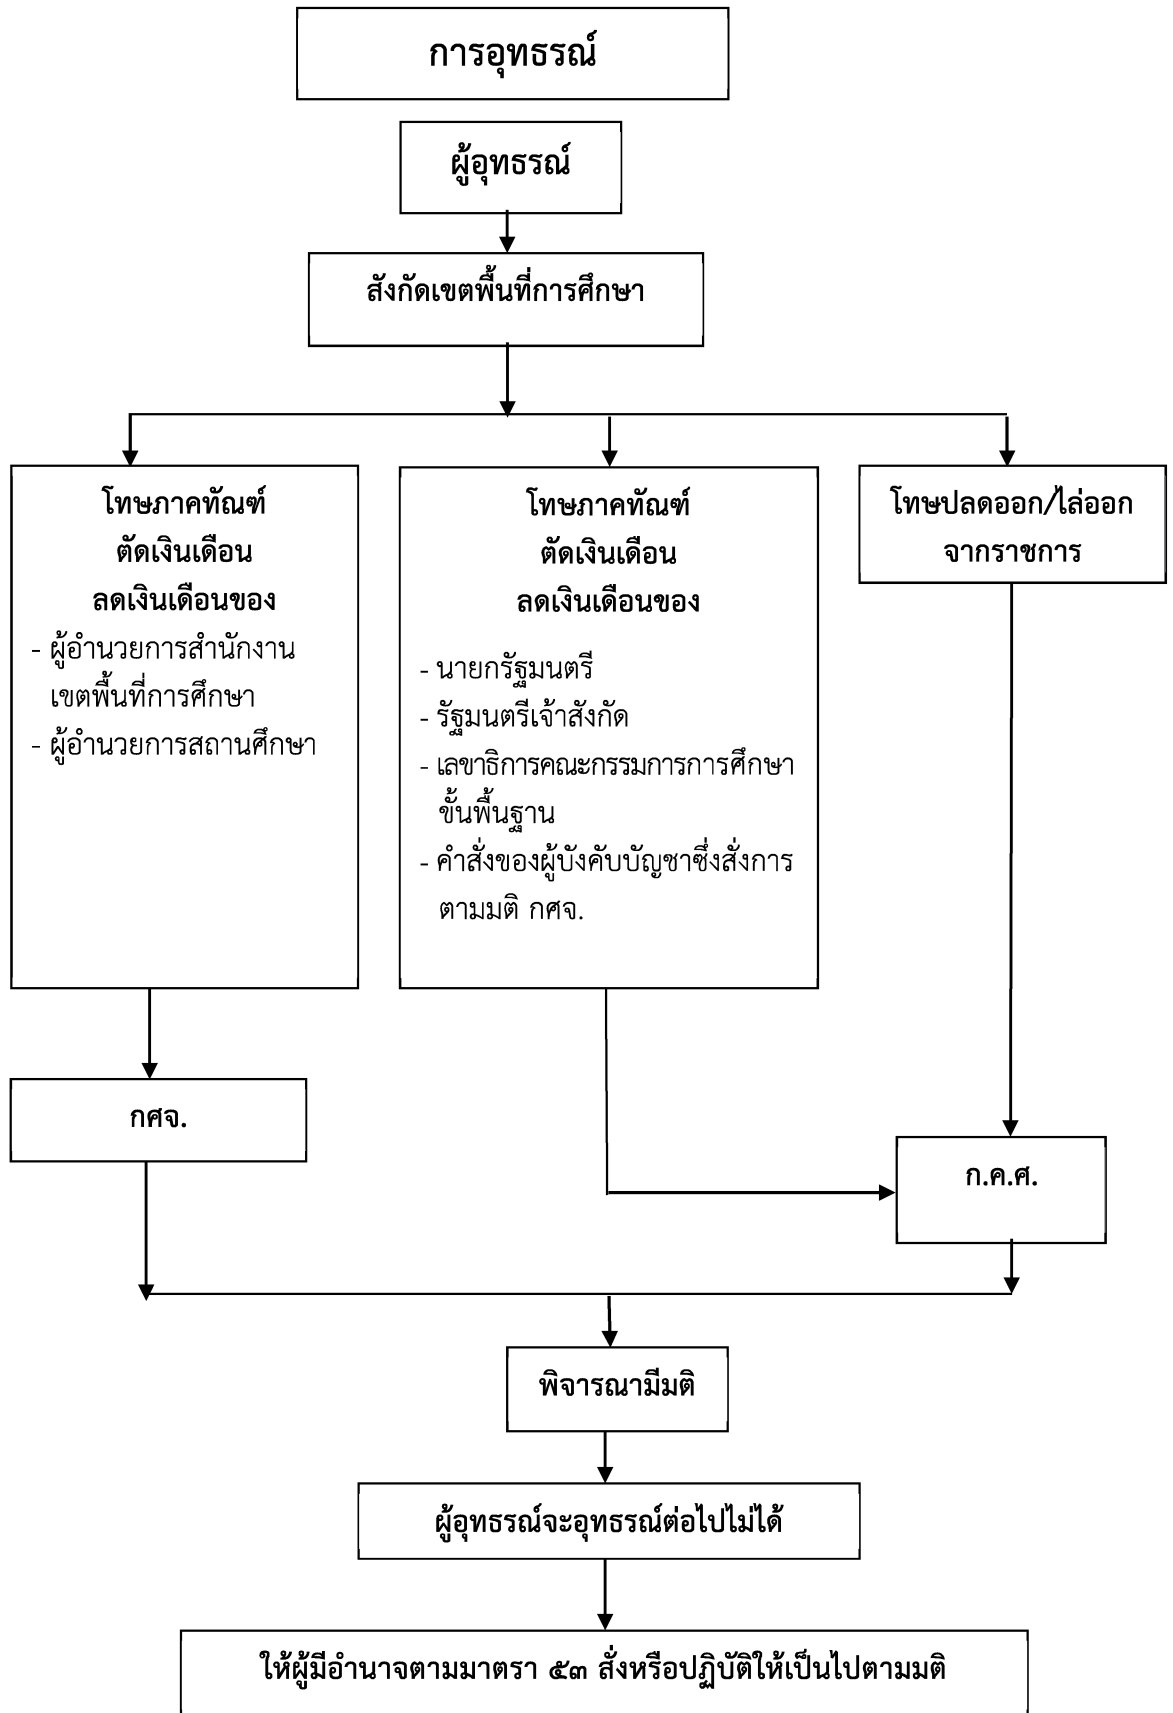 การอุทธรณ์
ผู้อุทธรณ์
สังกัดเขตพื้นที่การศึกษา
โทษภาคทัณฑ์
ตัดเงินเดือน
ลดเงินเดือนของ
- ผู้อำนวยการสำนักงาน
เขตพื้นที่การศึกษา
- ผู้อำนวยการสถานศึกษา
โทษภาคทัณฑ์
ตัดเงินเดือน
ลดเงินเดือนของ
- นายกรัฐมนตรี
- รัฐมนตรีเจ้าสังกัด
- เลขาธิการคณะกรรมการการศึกษา
ขั้นพื้นฐาน
- คำสั่งของผู้บังคับบัญชาซึ่งสั่งการ
ตามมติ กศจ.
โทษปลดออก/ไล่ออก
จากราชการ
กศจ.
ก.ค.ศ.
พิจารณามีมติ
ผู้อุทธรณ์จะอุทธรณ์ต่อไปไม่ได้
ให้ผู้มีอำนาจตามมาตรา ๕๓ สั่งหรือปฏิบัติให้เป็นไปตามมติ